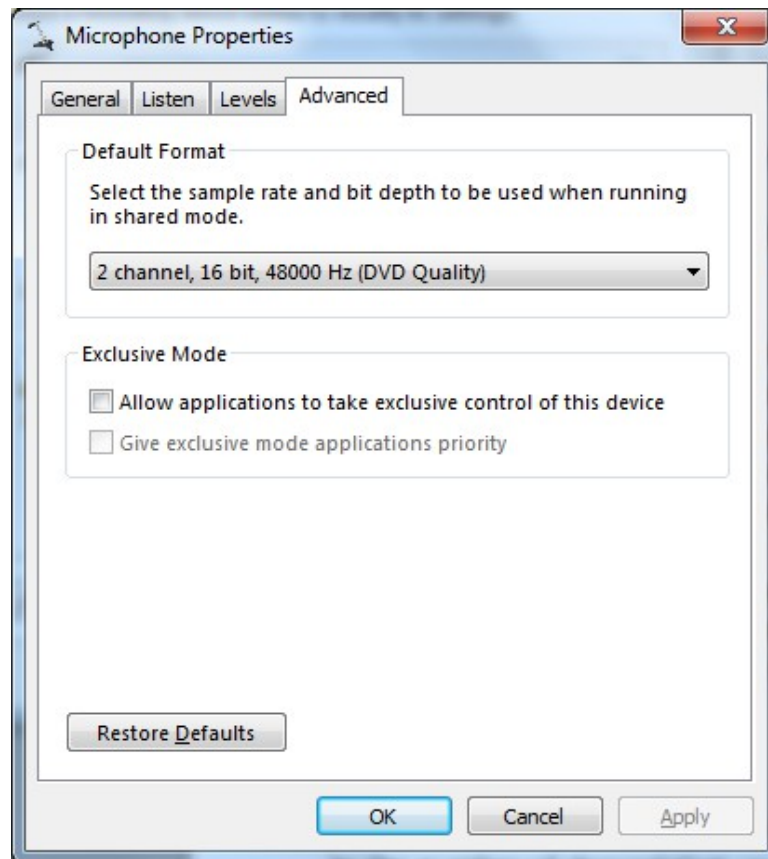 Microphone Properties
General Listen Levels Advanced
Default Format
Select the sample rate and bit depth to be used when running
in shared mode.
2 channel, 16 bit, 48000 Hz (DVD Quality)
Exclusive Mode
Allow applications to take exclusive control of this device
Give exclusive mode applications priority
Restore Defaults
OK Cancel Apply